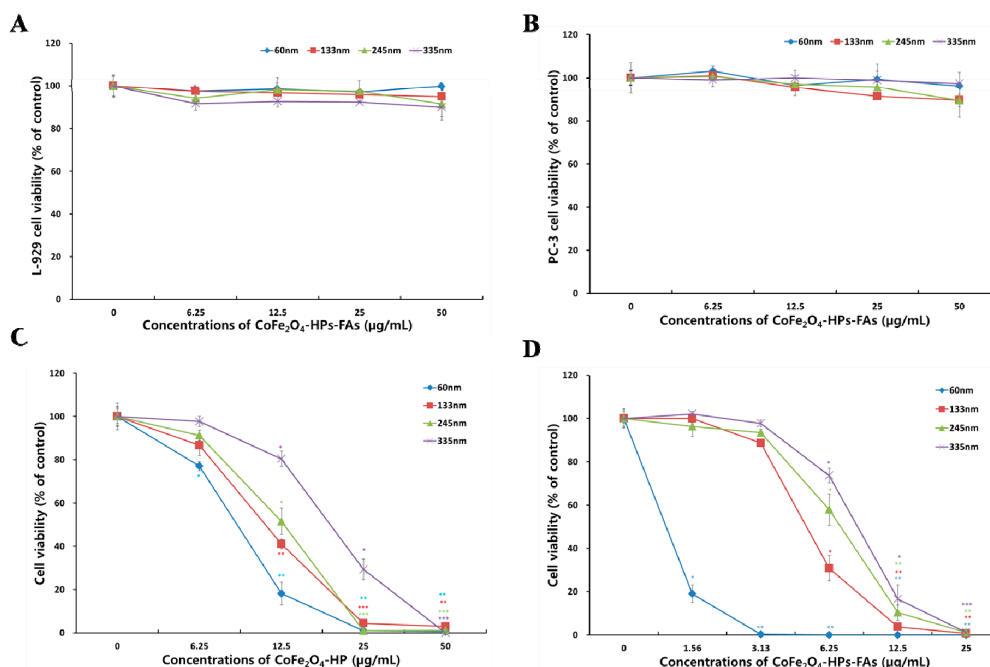 A
120
60nm 133nm 245nm 335nm
100
80
60
40
20
0
L-929 cell viability (% of control)
0 6.25 12.5 25 50
Concentrations of CoFe₂O₄-HPs-FAs (μg/mL)
B
120
60nm 133nm 245nm 335nm
100
80
60
40
20
0
PC-3 cell viability (% of control)
0 6.25 12.5 25 50
Concentrations of CoFe₂O₄-HPs-FAs (μg/mL)
C
120
60nm
133nm
245nm
335nm
100
80
60
40
20
0
Cell viability (% of control)
*
*
*
**
**
*
**
***
***
**
**
***
***
0 6.25 12.5 25 50
Concentrations of CoFe₂O₄-HP (μg/mL)
D
120
60nm
133nm
245nm
335nm
100
80
60
40
20
0
Cell viability (% of control)
*
**
*
*
*
**
*
**
**
**
***
**
**
**
0 1.56 3.13 6.25 12.5 25
Concentrations of CoFe₂O₄-HPs-FAs (μg/mL)